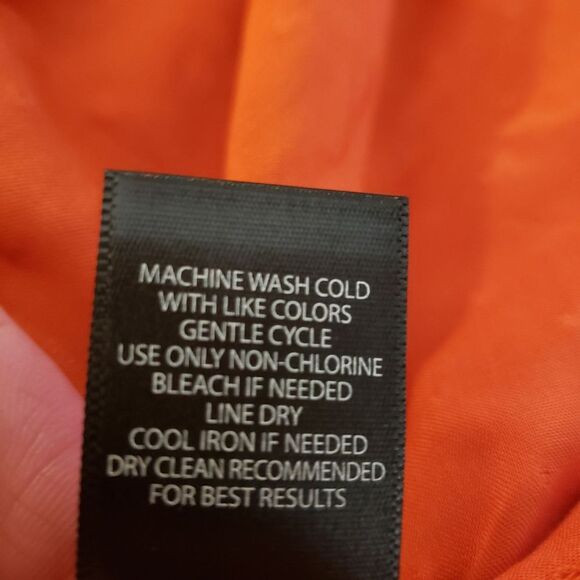 MACHINE WASH COLD
WITH LIKE COLORS
GENTLE CYCLE
USE ONLY NON-CHLORINE
BLEACH IF NEEDED
LINE DRY
COOL IRON IF NEEDED
DRY CLEAN RECOMMENDED
FOR BEST RESULTS